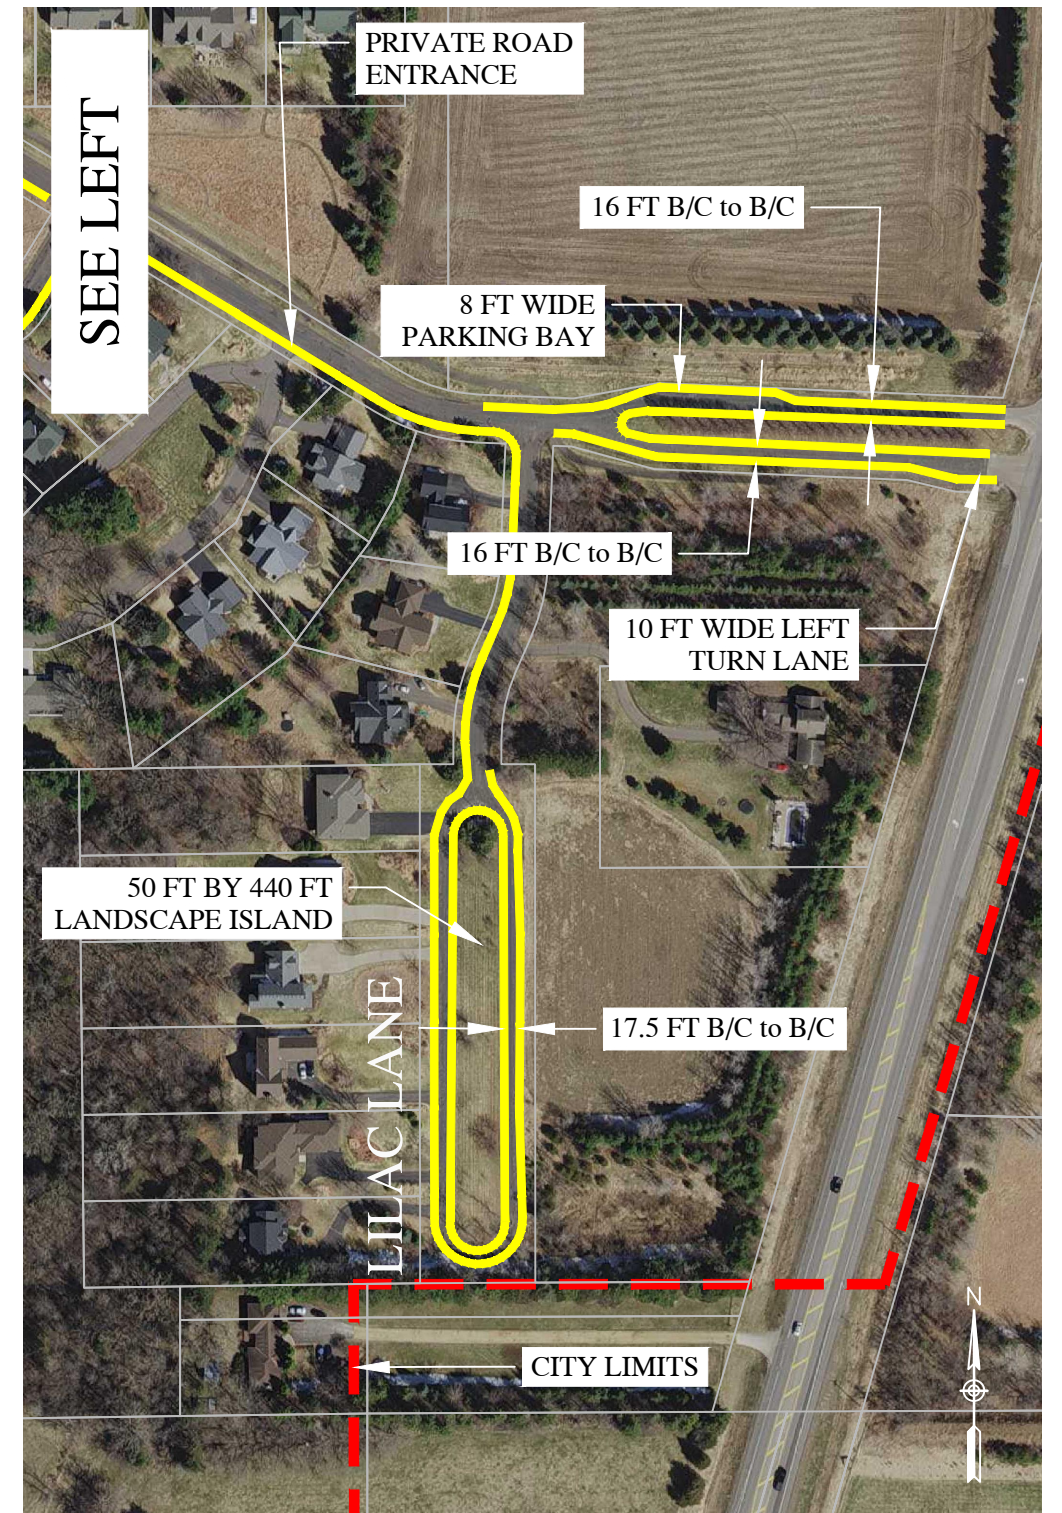 PRIVATE ROAD
ENTRANCE
SEE LEFT
16 FT B/C to B/C
8 FT WIDE
PARKING BAY
16 FT B/C to B/C
10 FT WIDE LEFT
TURN LANE
50 FT BY 440 FT
LANDSCAPE ISLAND
LILAC LANE
17.5 FT B/C to B/C
N
CITY LIMITS